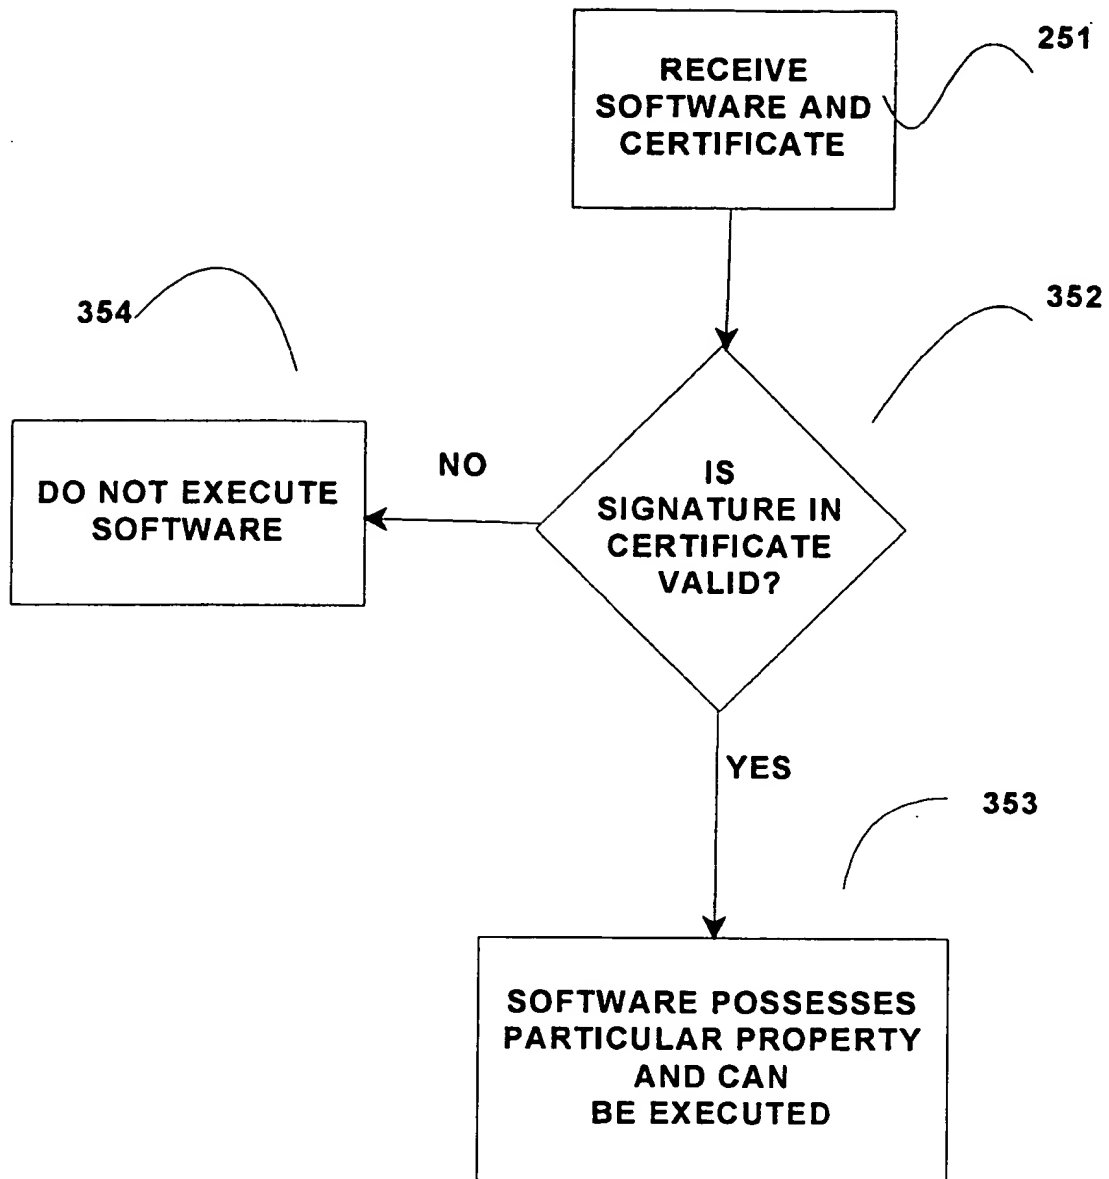 251
RECEIVE
SOFTWARE AND
CERTIFICATE
352
354
NO
IS
SIGNATURE IN
CERTIFICATE
VALID?
DO NOT EXECUTE
SOFTWARE
YES
353
SOFTWARE POSSESSES
PARTICULAR PROPERTY
AND CAN
BE EXECUTED